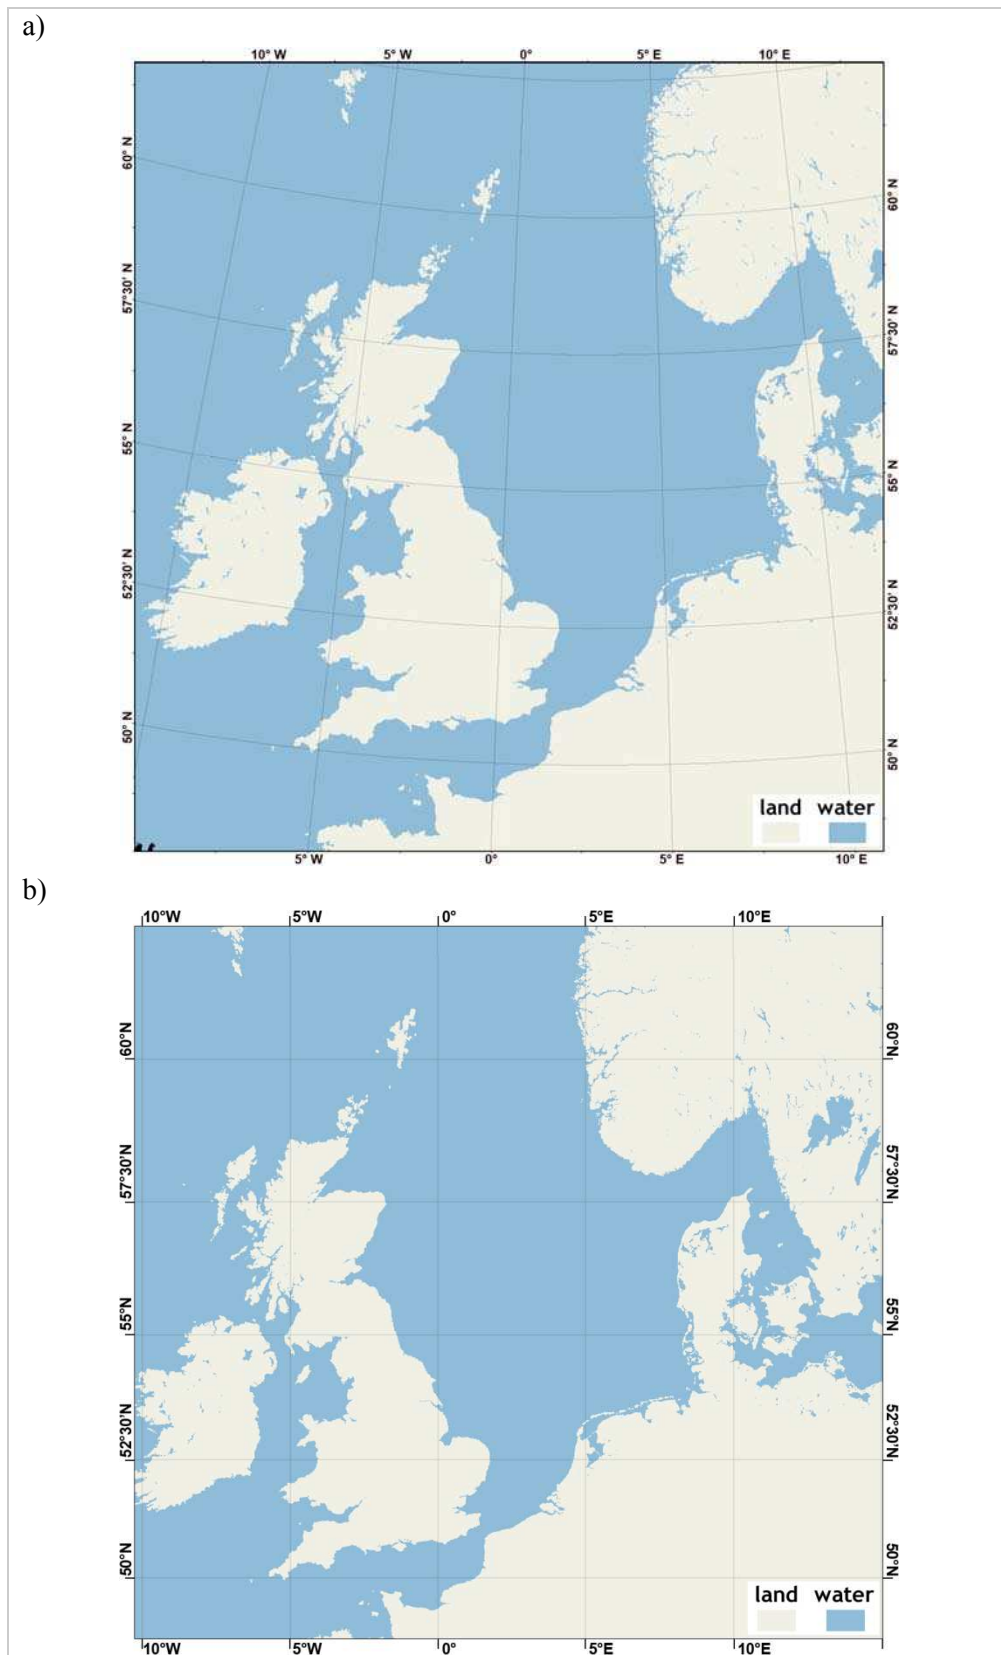 a)
10° W 5° W 0° 5° E 10° E
60° N
60° N
57°30' N
57°30' N
55° N
55° N
52°30' N
52°30' N
50° N
50° N
land water
5° W 0° 5° E 10° E
b)
10°W 5°W 0° 5°E 10°E
60°N
60°N
57°30'N
57°30'N
55°N
55°N
52°30'N
52°30'N
50°N
50°N
land water
10°W 5°W 0° 5°E 10°E